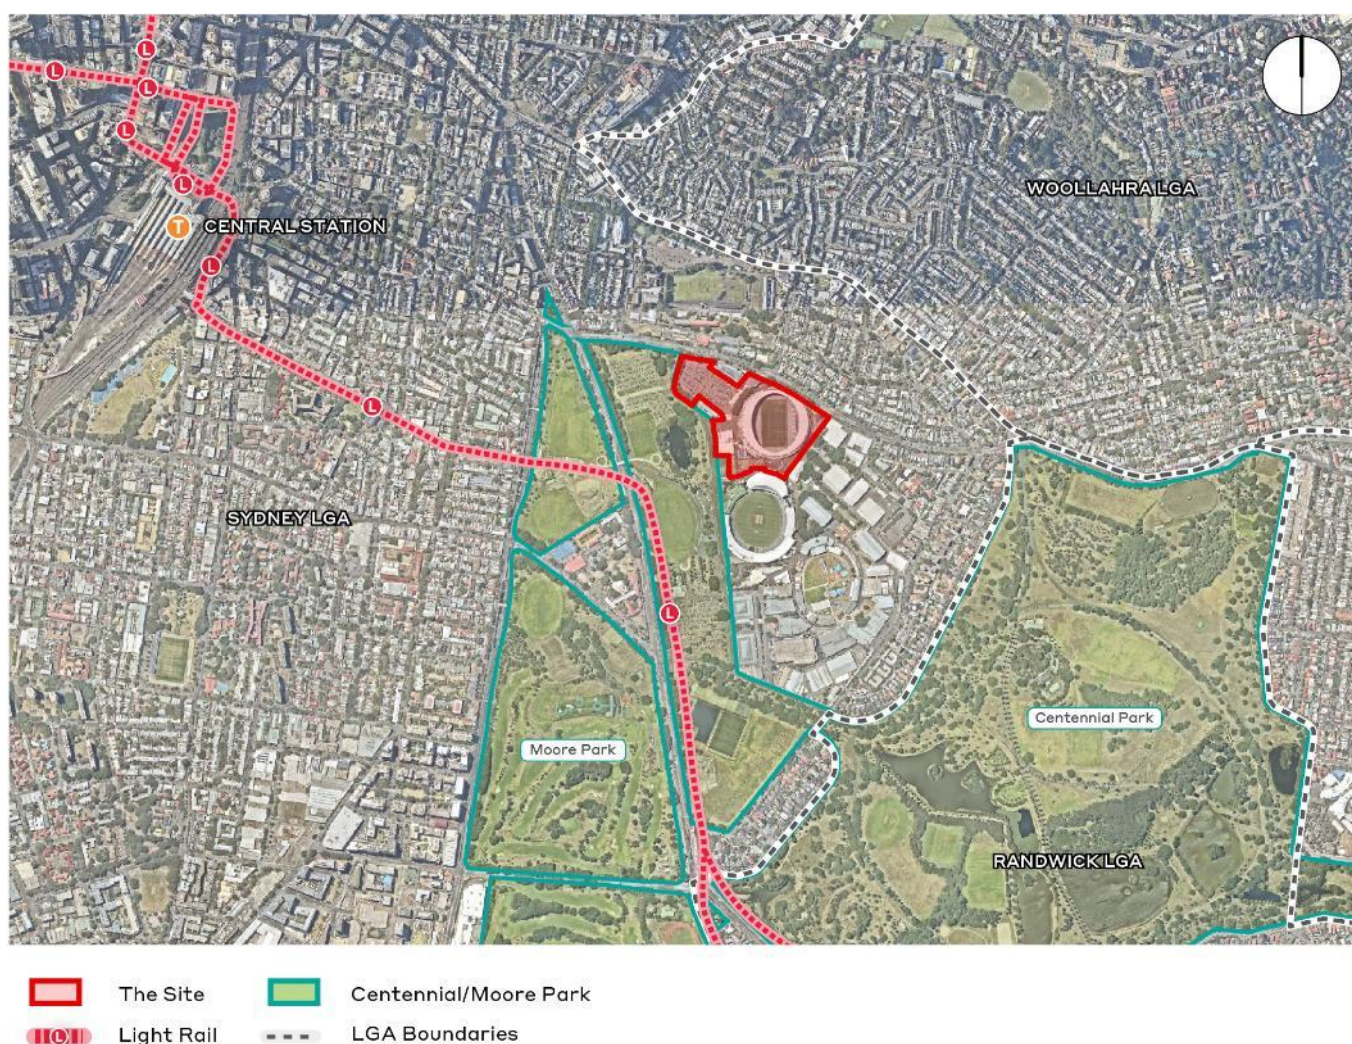 L
L
L
L
WOOLLAHRA LGA
L
T CENTRAL STATION
L
L
SYDNEY LGA
L
Centennial Park
Moore Park
RANDWICK LGA
The Site
Centennial/Moore Park
L Light Rail
LGA Boundaries